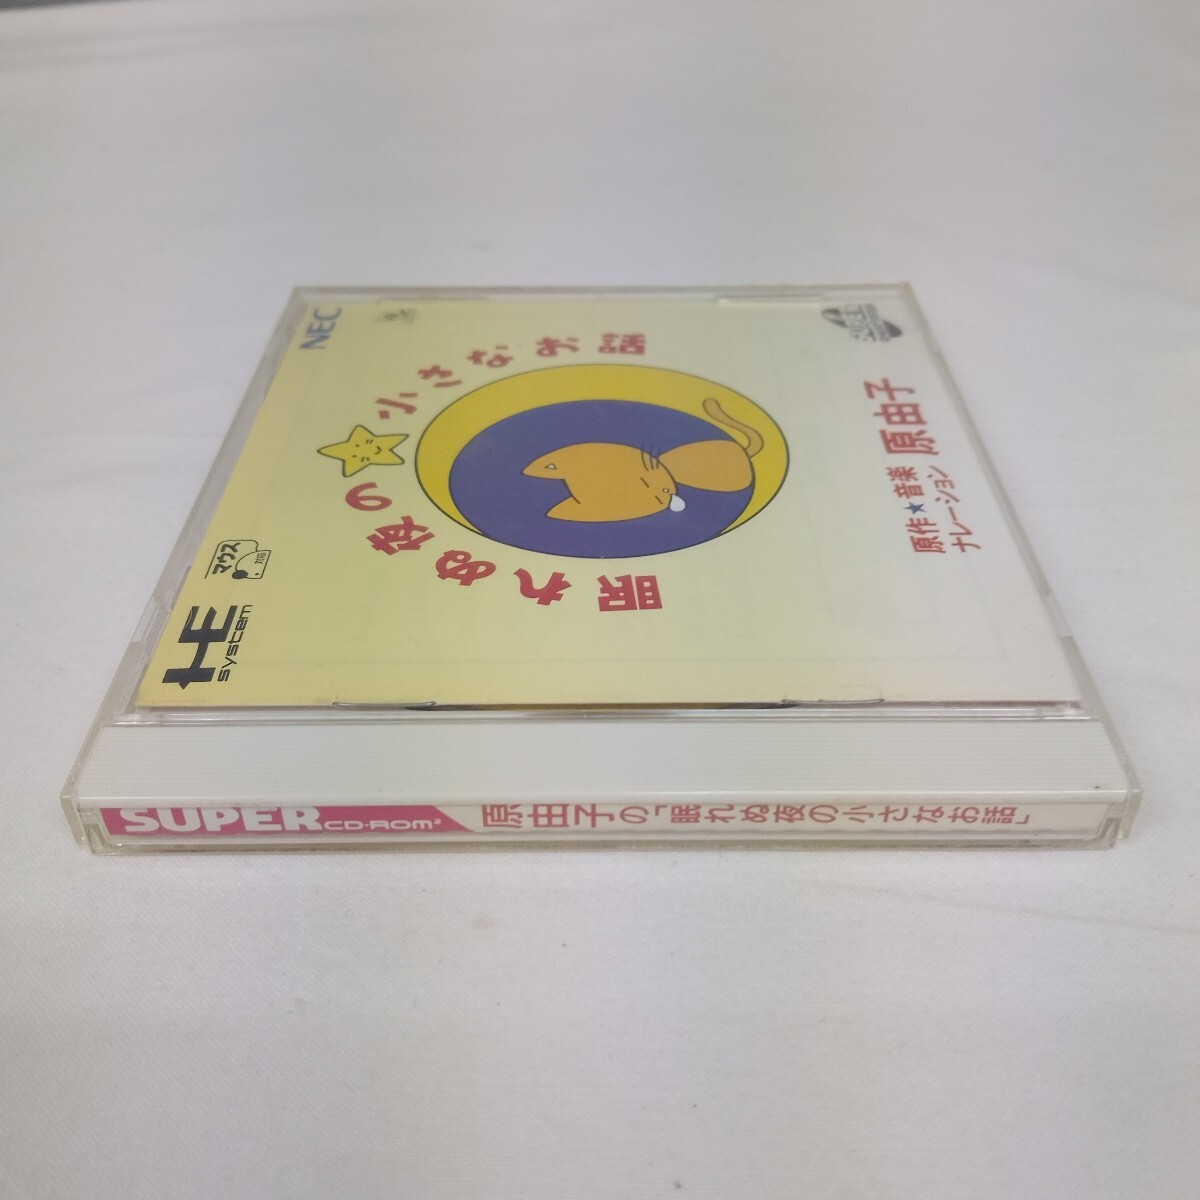 NEC
眠れぬ夜の
小さなお話
原作★音楽
ナレーション
原由子
マウス
対応
HE
system
SUPER
CD-ROM²
原由子の「眠れぬ夜の小さなお話」